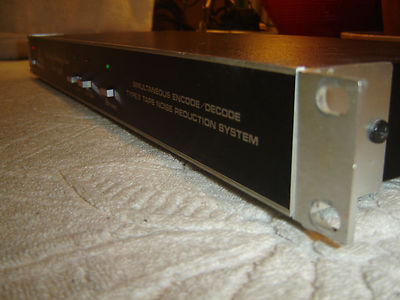 SIMULTANEOUS ENCODE/DECODE
TYPE II TAPE NOISE REDUCTION SYSTEM